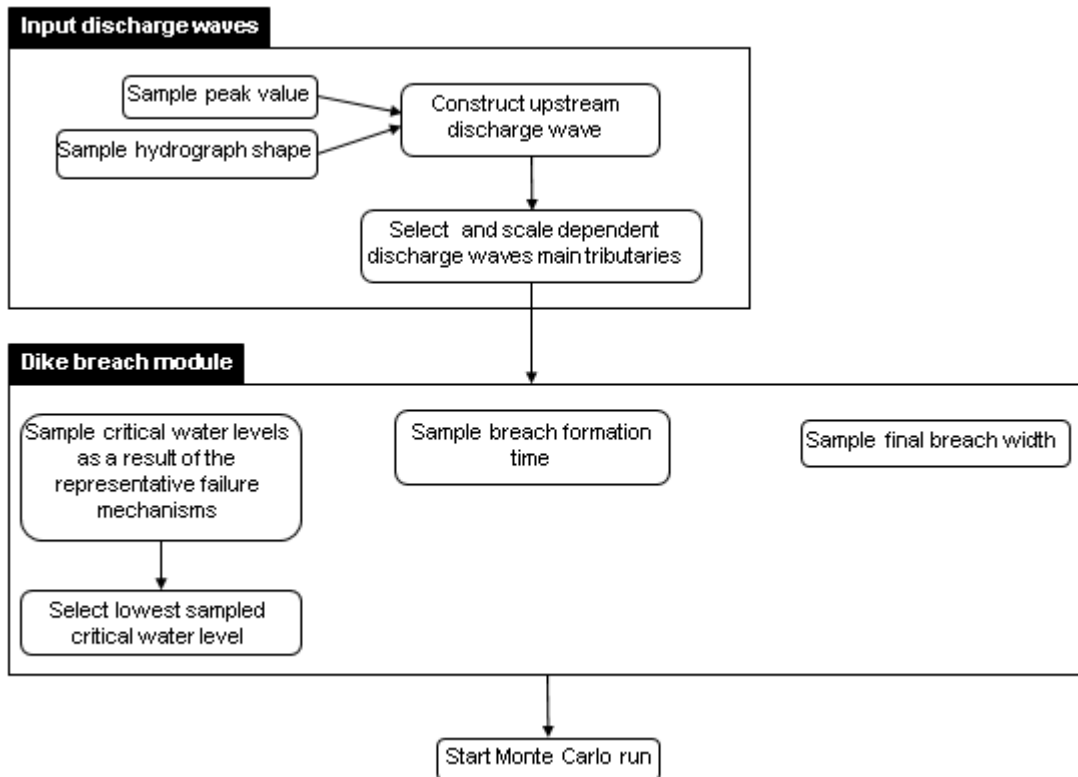 Input discharge waves
Sample peak value
Sample hydrograph shape
Construct upstream
discharge wave
Select and scale dependent
discharge waves main tributaries
Dike breach module
Sample critical water levels
as a result of the
representative failure
mechanisms
Select lowest sampled
critical water level
Sample breach formation
time
Sample final breach width
Start Monte Carlo run